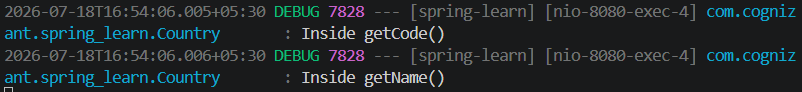 2026-07-18T16:54:06.005+05:30 DEBUG 7828 --- [spring-learn] [nio-8080-exec-4] com.cogniz
ant.spring_learn.Country       : Inside getCode()
2026-07-18T16:54:06.006+05:30 DEBUG 7828 --- [spring-learn] [nio-8080-exec-4] com.cogniz
ant.spring_learn.Country       : Inside getName()